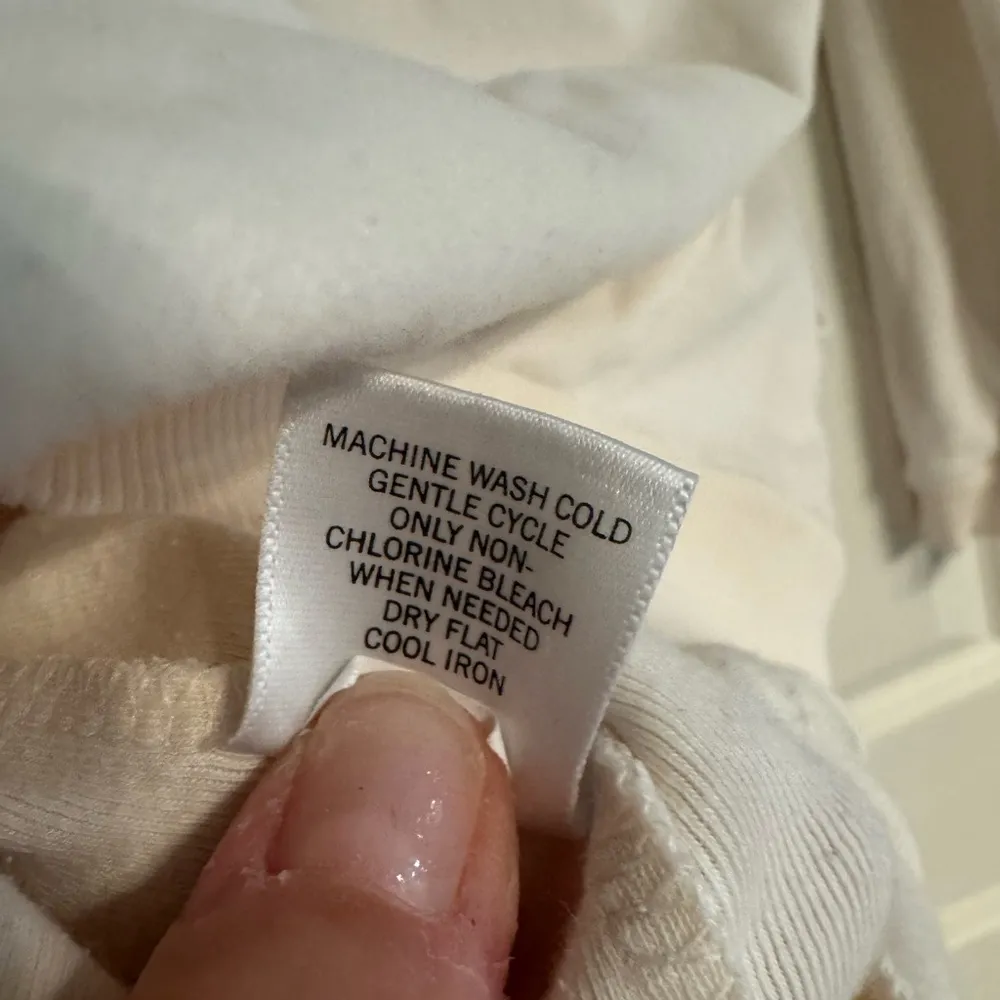 MACHINE WASH COLD
GENTLE CYCLE
ONLY NON-
CHLORINE BLEACH
WHEN NEEDED
DRY FLAT
COOL IRON